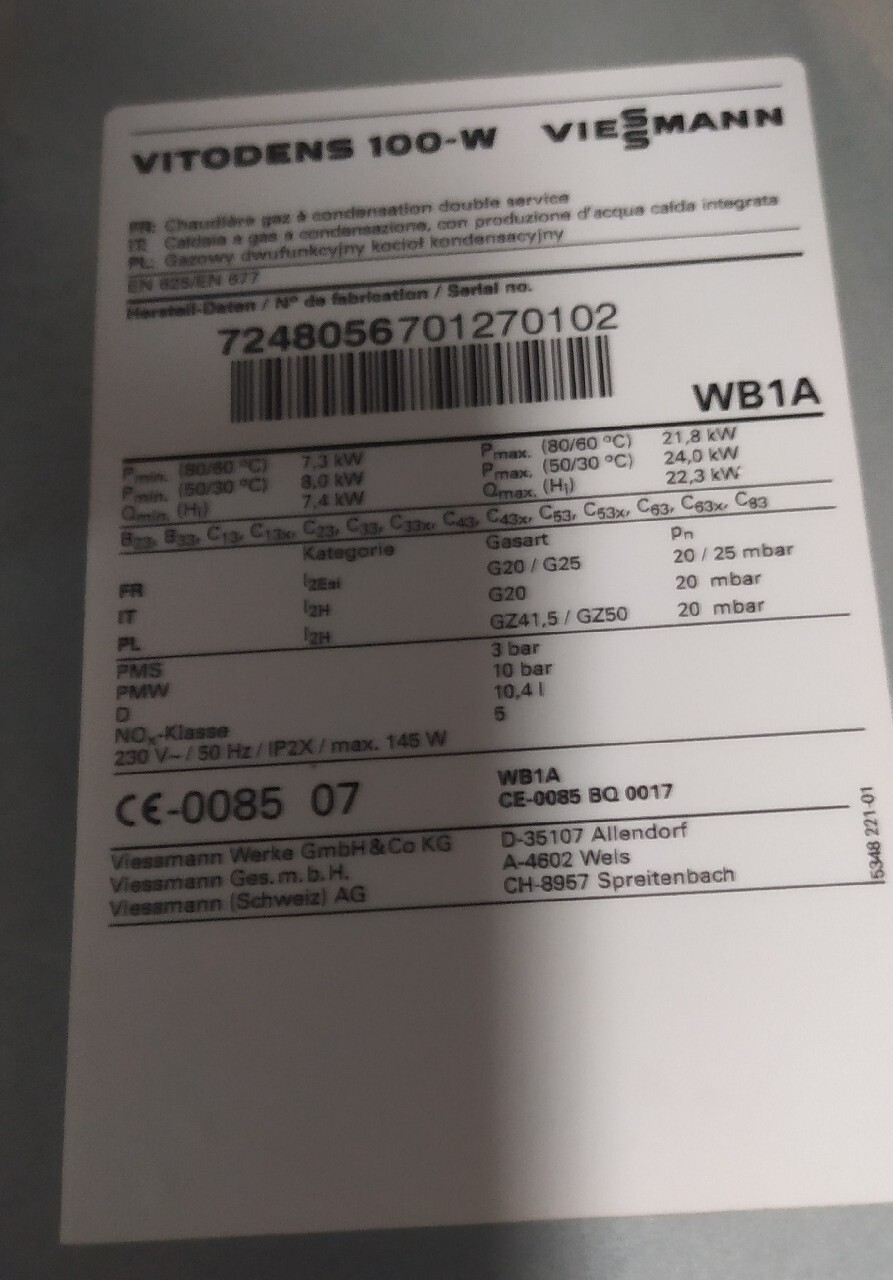 VITODENS 100-W VIESSMANN
FR: Chaudière gaz à condensation double service
IT: Caldaia a gas a condensazione, con produzione d'acqua calda integrata
PL: Gazowy dwufunkcyjny kocioł kondensacyjny
EN 625/EN 677
Herstell-Daten / Nº de fabrication / Serial no.
7248056701270102
WB1A
Pmin. (80/60 ºC) 7,3 kW Pmax. (80/60 ºC) 21,8 kW
Pmin. (50/30 ºC) 8,0 kW Pmax. (50/30 ºC) 24,0 kW
Qmin. (Hi) 7,4 kW Qmax. (Hi) 22,3 kW
B23, B33, C13, C13x, C23, C33, C33x, C43, C43x, C53, C53x, C63, C63x, C83
Kategorie Gasart Pn
FR I2Esi G20 / G25 20 / 25 mbar
IT I2H G20 20 mbar
PL I2H GZ41,5 / GZ50 20 mbar
PMS 3 bar
PMW 10 bar
D 10,4 l
NOx-Klasse 5
230 V~ / 50 Hz / IP2X / max. 145 W
CE-0085 07
WB1A
CE-0085 BQ 0017
Viessmann Werke GmbH&Co KG D-35107 Allendorf
Viessmann Ges.m.b.H. A-4602 Wels
Viessmann (Schweiz) AG CH-8957 Spreitenbach
5348 221-01